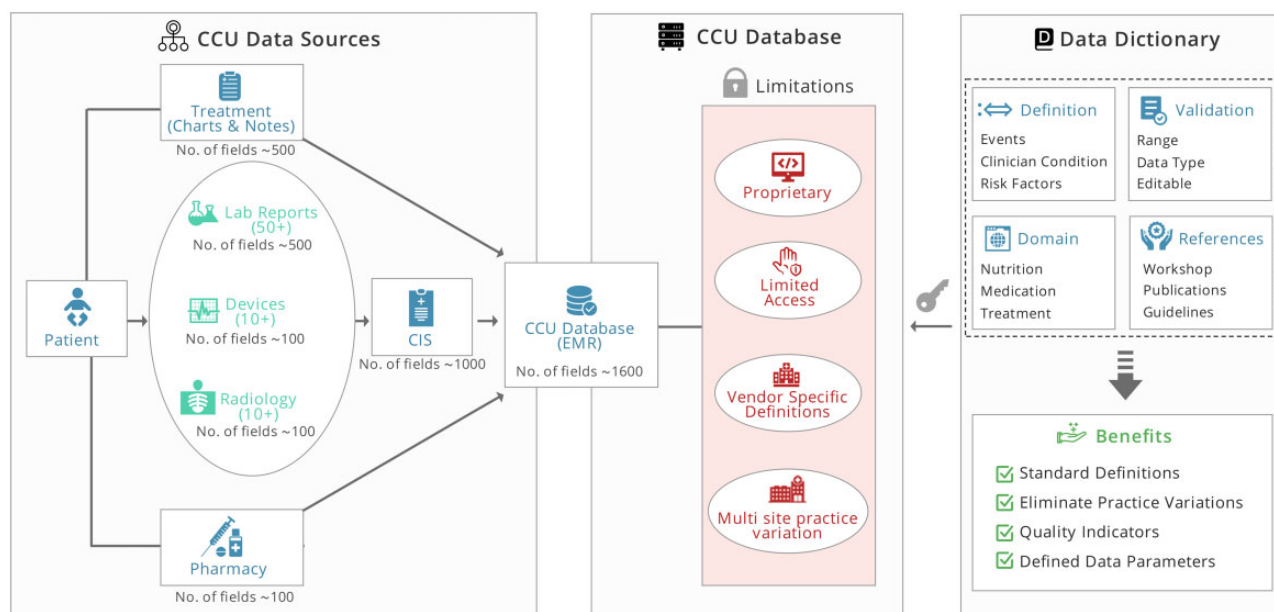 CCU Data Sources
Treatment
(Charts & Notes)
No. of fields ~500
Lab Reports
(50+)
No. of fields ~500
Devices
(10+)
No. of fields ~100
Radiology
(10+)
No. of fields ~100
Patient
CIS
No. of fields ~1000
Pharmacy
No. of fields ~100
CCU Database
(EMR)
No. of fields ~1600
CCU Database
Limitations
Proprietary
Limited
Access
Vendor Specific
Definitions
Multi site practice
variation
D Data Dictionary
Definition
Events
Clinician Condition
Risk Factors
Validation
Range
Data Type
Editable
Domain
Nutrition
Medication
Treatment
References
Workshop
Publications
Guidelines
Benefits
Standard Definitions
Eliminate Practice Variations
Quality Indicators
Defined Data Parameters